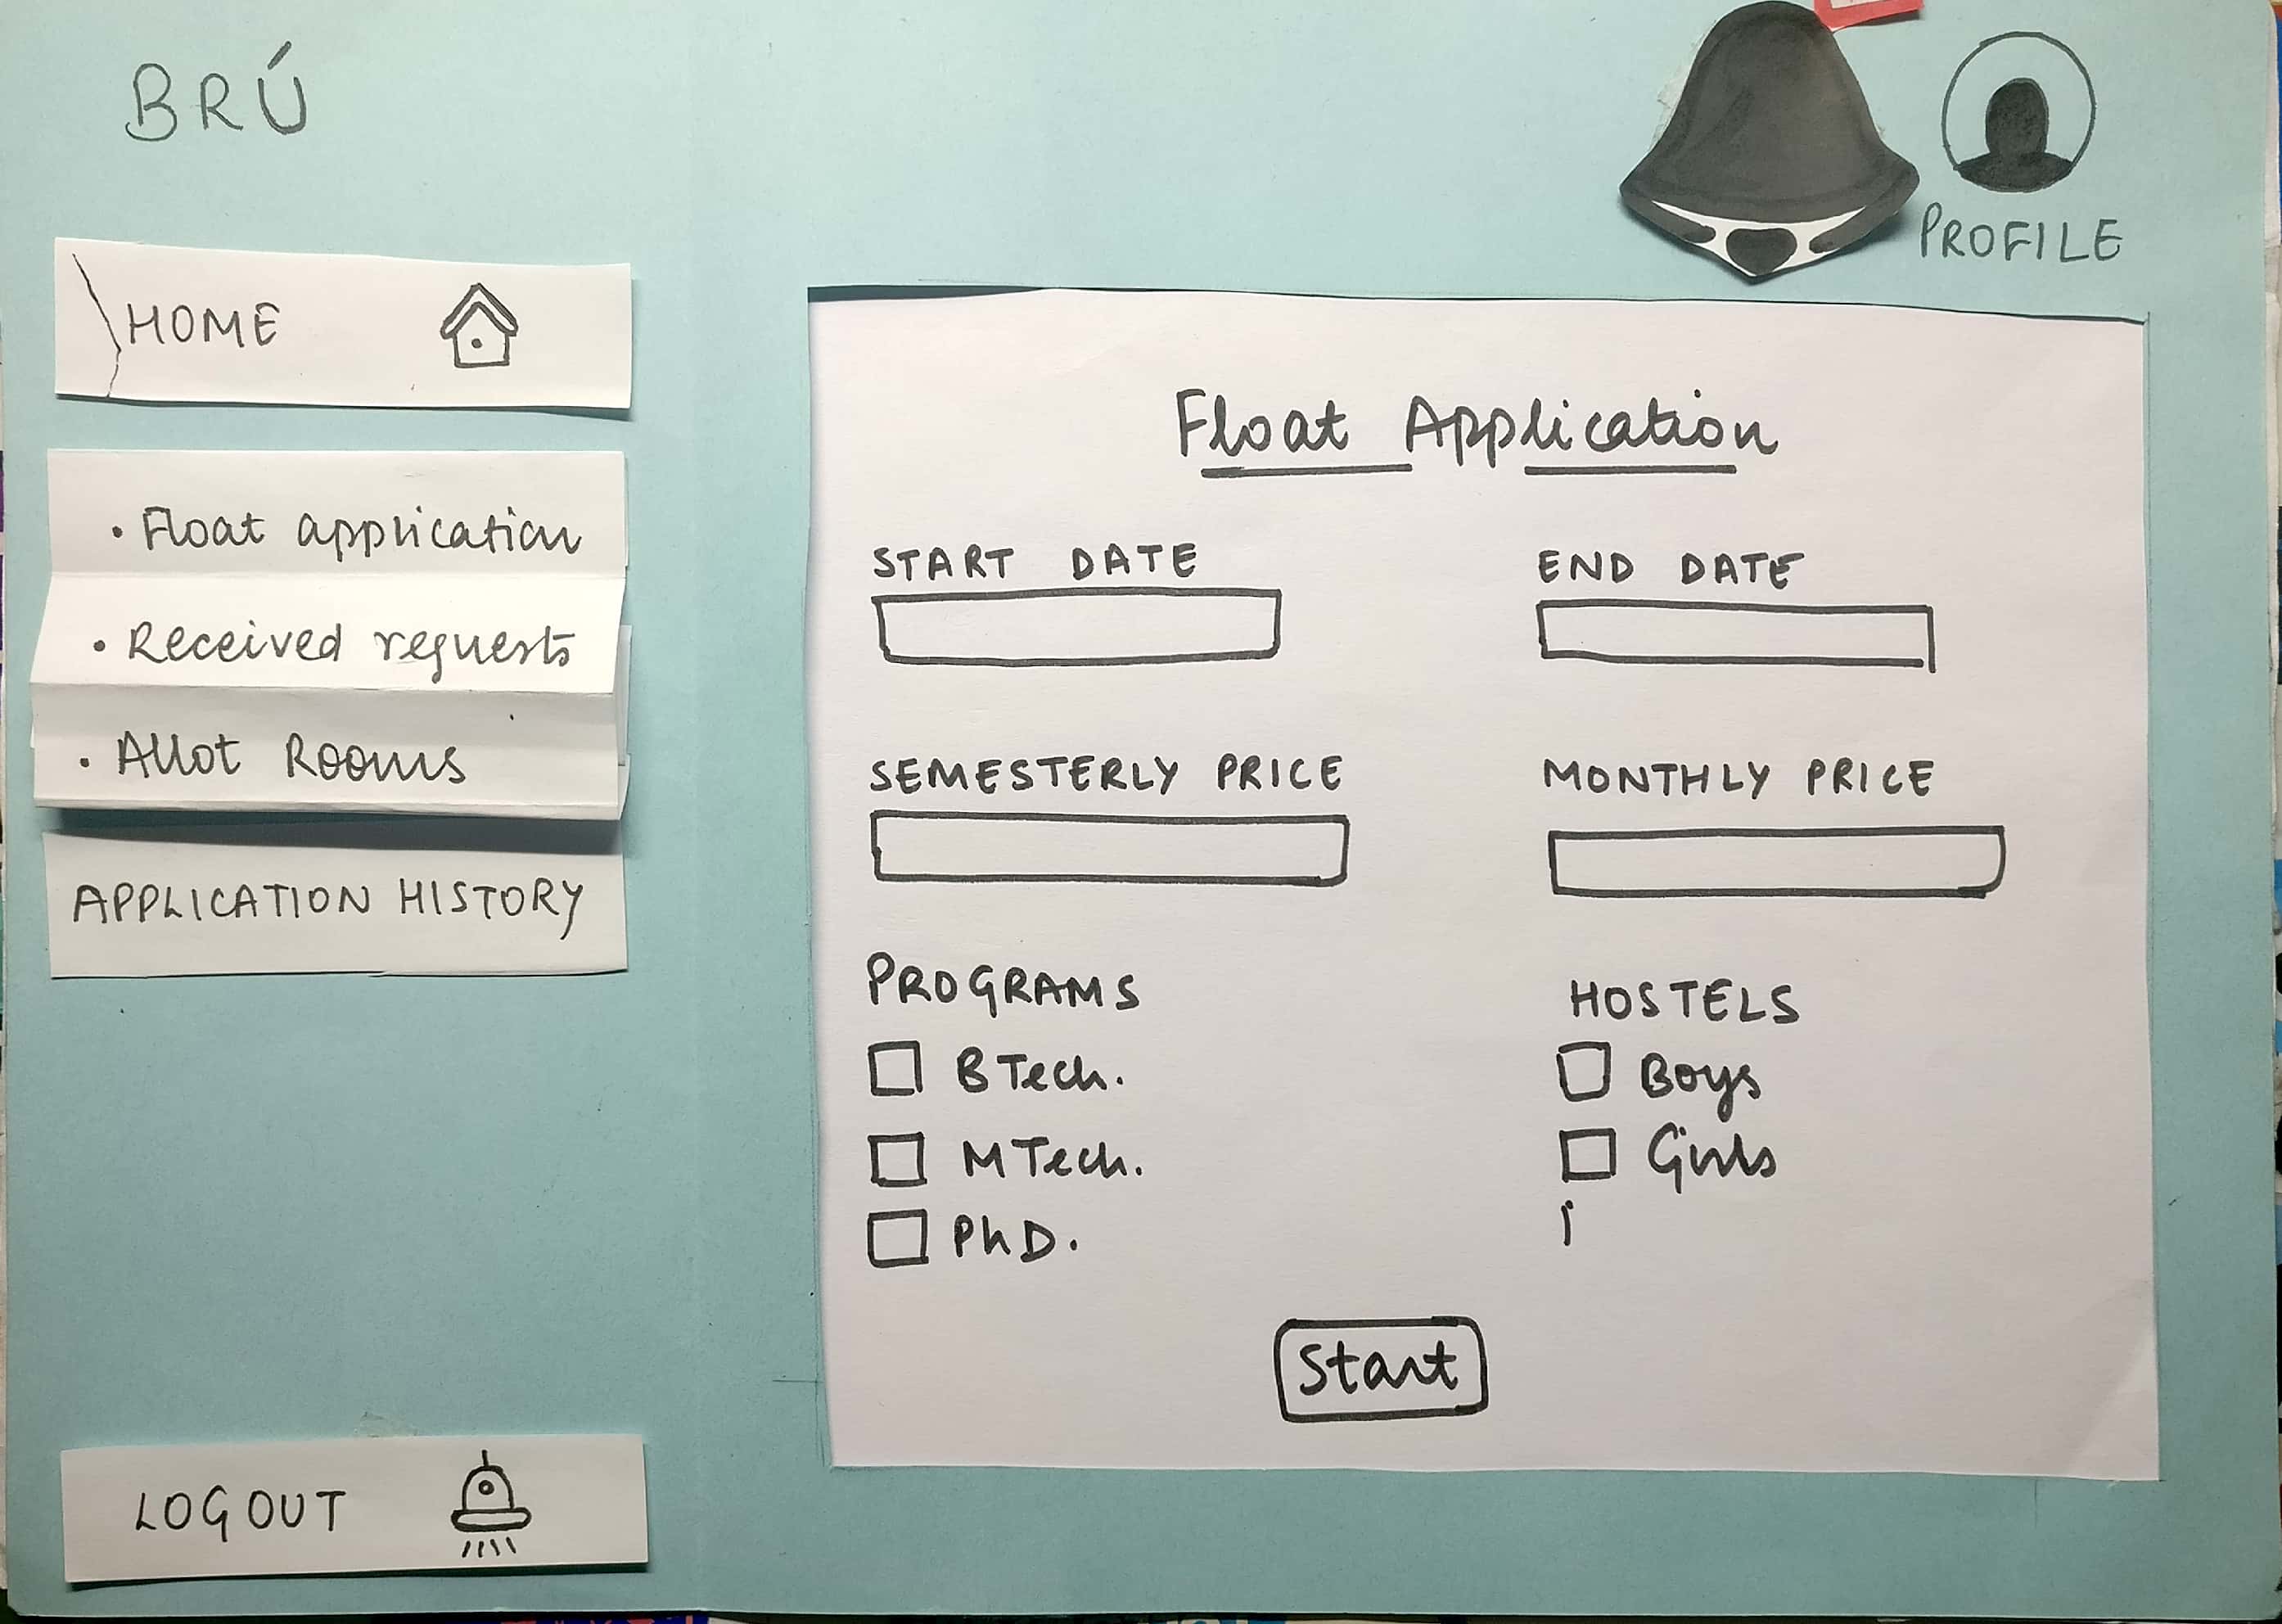 BRÚ
PROFILE
HOME
• Float application
• Received requests
• Allot Rooms
APPLICATION HISTORY
LOGOUT
Float Application
START DATE
END DATE
SEMESTERLY PRICE
MONTHLY PRICE
PROGRAMS
BTech.
MTech.
PhD.
HOSTELS
Boys
Girls
Start